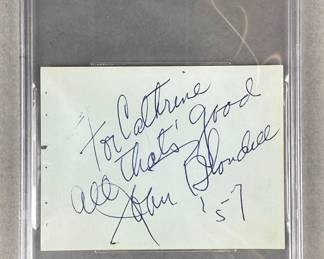 For Cathrine
all that's good
Joan Blondell
'57